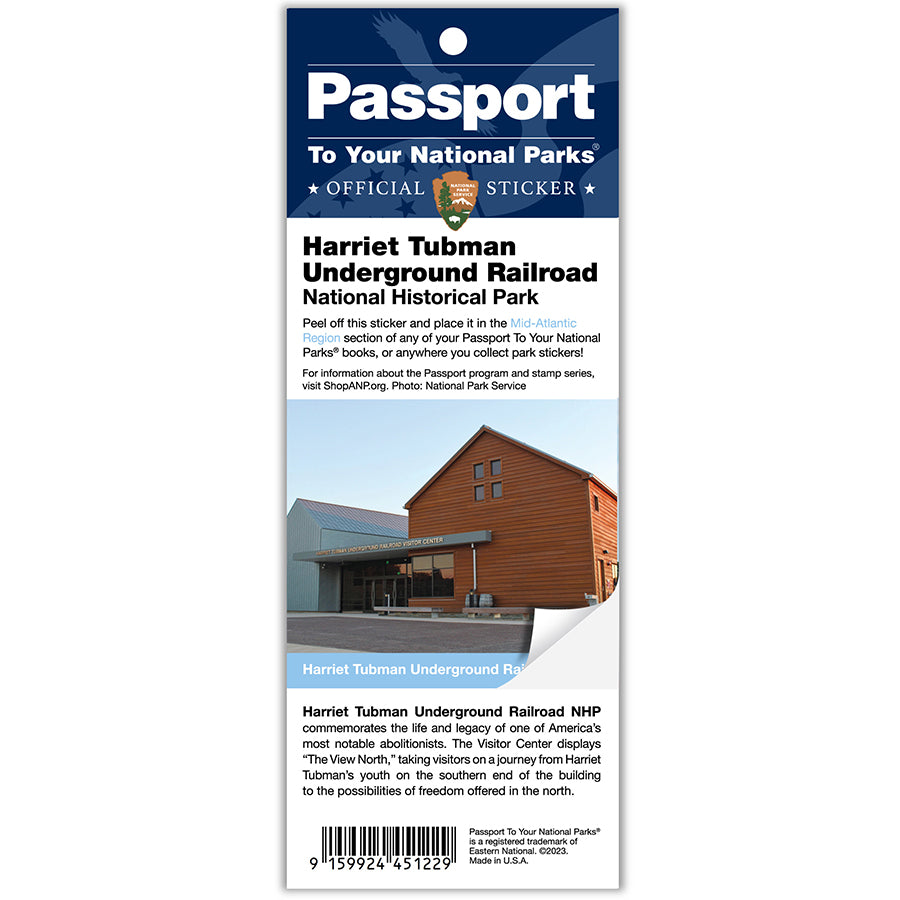 Passport
To Your National Parks®
★ OFFICIAL STICKER ★
NATIONAL
PARK
SERVICE
Harriet Tubman
Underground Railroad
National Historical Park
Peel off this sticker and place it in the Mid-Atlantic
Region section of any of your Passport To Your National
Parks® books, or anywhere you collect park stickers!
For information about the Passport program and stamp series,
visit ShopANP.org. Photo: National Park Service
HARRIET TUBMAN UNDERGROUND RAILROAD VISITOR CENTER
Harriet Tubman Underground Rai
Harriet Tubman Underground Railroad NHP
commemorates the life and legacy of one of America's
most notable abolitionists. The Visitor Center displays
"The View North," taking visitors on a journey from Harriet
Tubman's youth on the southern end of the building
to the possibilities of freedom offered in the north.
9 159924 451229
Passport To Your National Parks®
is a registered trademark of
Eastern National. ©2023.
Made in U.S.A.